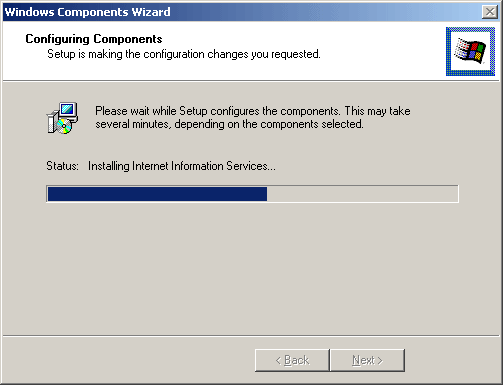 Windows Components Wizard
Configuring Components
Setup is making the configuration changes you requested.
Please wait while Setup configures the components. This may take
several minutes, depending on the components selected.
Status: Installing Internet Information Services...
< Back Next >